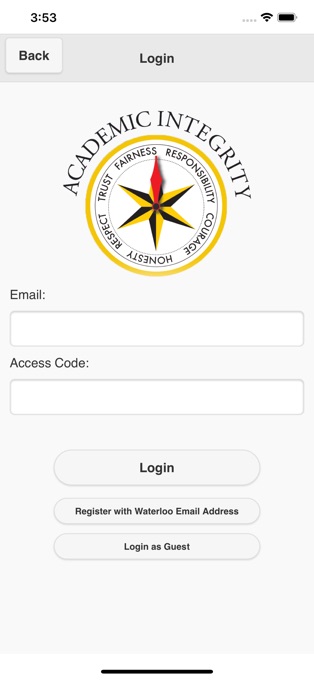 3:53
Back
Login
ACADEMIC INTEGRITY
TRUST FAIRNESS RESPONSIBILITY COURAGE HONESTY RESPECT
Email:
Access Code:
Login
Register with Waterloo Email Address
Login as Guest